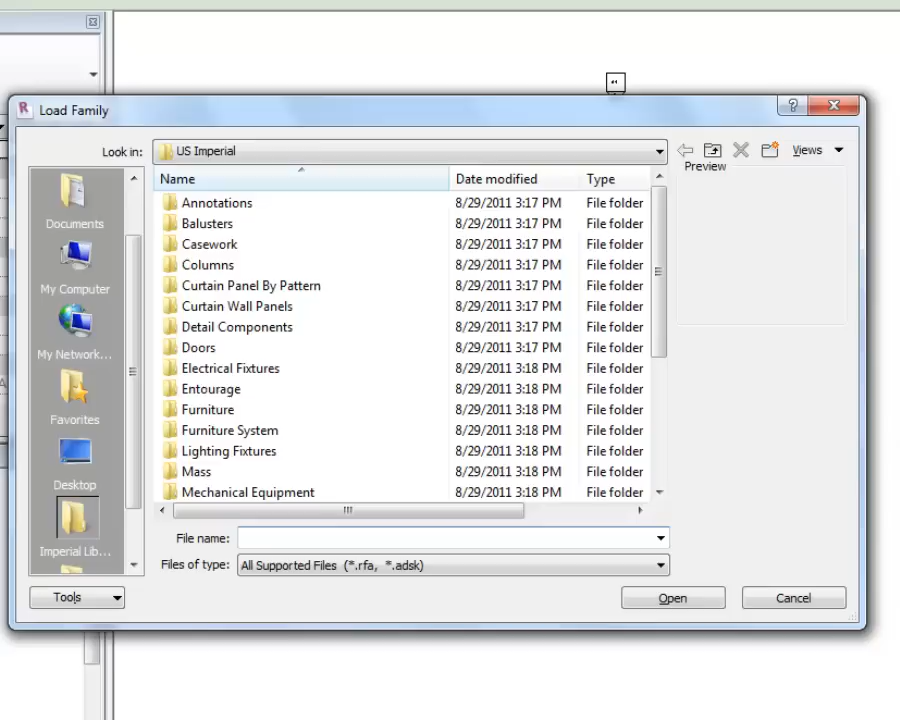 Load Family
Look in: US Imperial
Views
Preview
Name Date modified Type
Annotations 8/29/2011 3:17 PM File folder
Balusters 8/29/2011 3:17 PM File folder
Casework 8/29/2011 3:17 PM File folder
Columns 8/29/2011 3:17 PM File folder
Curtain Panel By Pattern 8/29/2011 3:17 PM File folder
Curtain Wall Panels 8/29/2011 3:17 PM File folder
Detail Components 8/29/2011 3:17 PM File folder
Doors 8/29/2011 3:17 PM File folder
Electrical Fixtures 8/29/2011 3:18 PM File folder
Entourage 8/29/2011 3:18 PM File folder
Furniture 8/29/2011 3:18 PM File folder
Furniture System 8/29/2011 3:18 PM File folder
Lighting Fixtures 8/29/2011 3:18 PM File folder
Mass 8/29/2011 3:18 PM File folder
Mechanical Equipment 8/29/2011 3:18 PM File folder
Documents
My Computer
My Network...
Favorites
Desktop
Imperial Lib...
File name:
Files of type: All Supported Files (*.rfa, *.adsk)
Tools
Open
Cancel